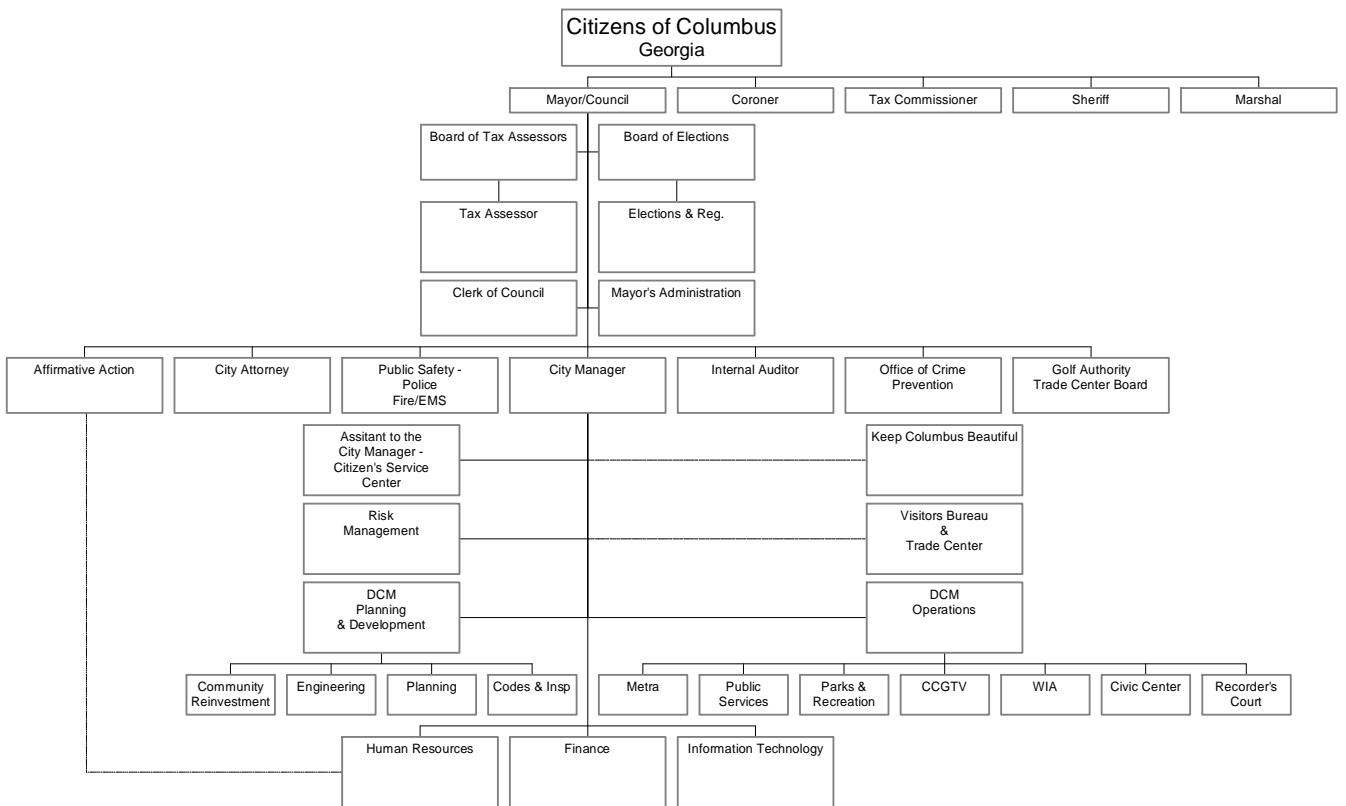 Citizens of Columbus
Georgia
Mayor/Council
Coroner
Tax Commissioner
Sheriff
Marshal
Board of Tax Assessors
Board of Elections
Tax Assessor
Elections & Reg.
Clerk of Council
Mayor's Administration
Affirmative Action
City Attorney
Public Safety -
Police
Fire/EMS
City Manager
Internal Auditor
Office of Crime
Prevention
Golf Authority
Trade Center Board
Assitant to the
City Manager -
Citizen's Service
Center
Keep Columbus Beautiful
Risk
Management
Visitors Bureau
&
Trade Center
DCM
Planning
& Development
DCM
Operations
Community
Reinvestment
Engineering
Planning
Codes & Insp
Metra
Public
Services
Parks &
Recreation
CCGTV
WIA
Civic Center
Recorder's
Court
Human Resources
Finance
Information Technology